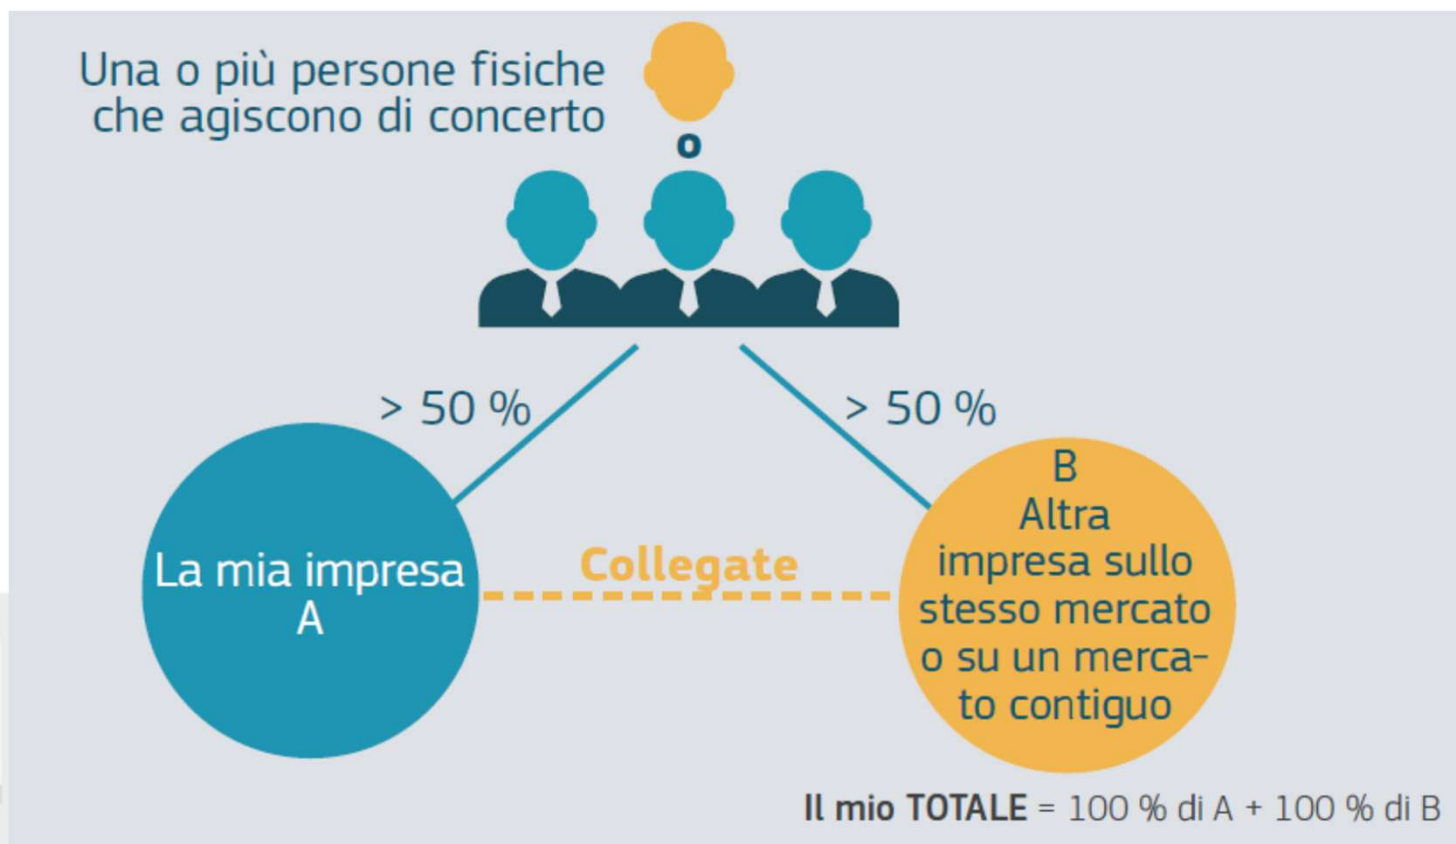 Una o più persone fisiche
che agiscono di concerto
o
> 50 %
> 50 %
La mia impresa
A
Collegate
B
Altra
impresa sullo
stesso mercato
o su un merca-
to contiguo
Il mio TOTALE = 100 % di A + 100 % di B